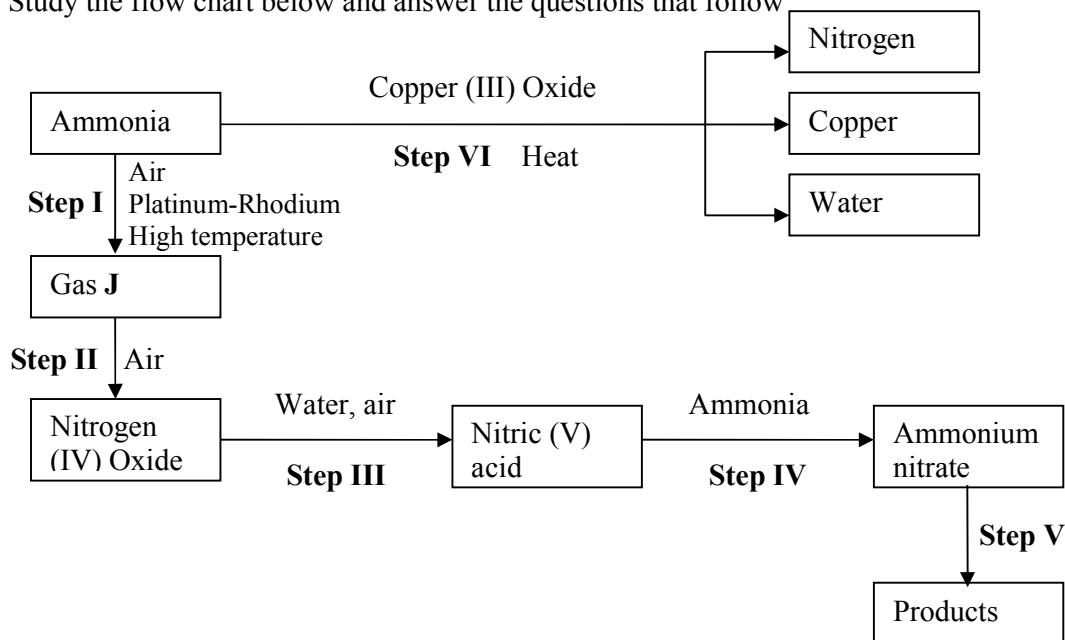 Study the flow chart below and answer the questions that follow
Nitrogen
Copper (III) Oxide
Ammonia
Copper
Step VI Heat
Air
Step I Platinum-Rhodium
High temperature
Water
Gas J
Step II Air
Nitrogen
(IV) Oxide
Water, air
Step III
Nitric (V)
acid
Ammonia
Step IV
Ammonium
nitrate
Step V
Products